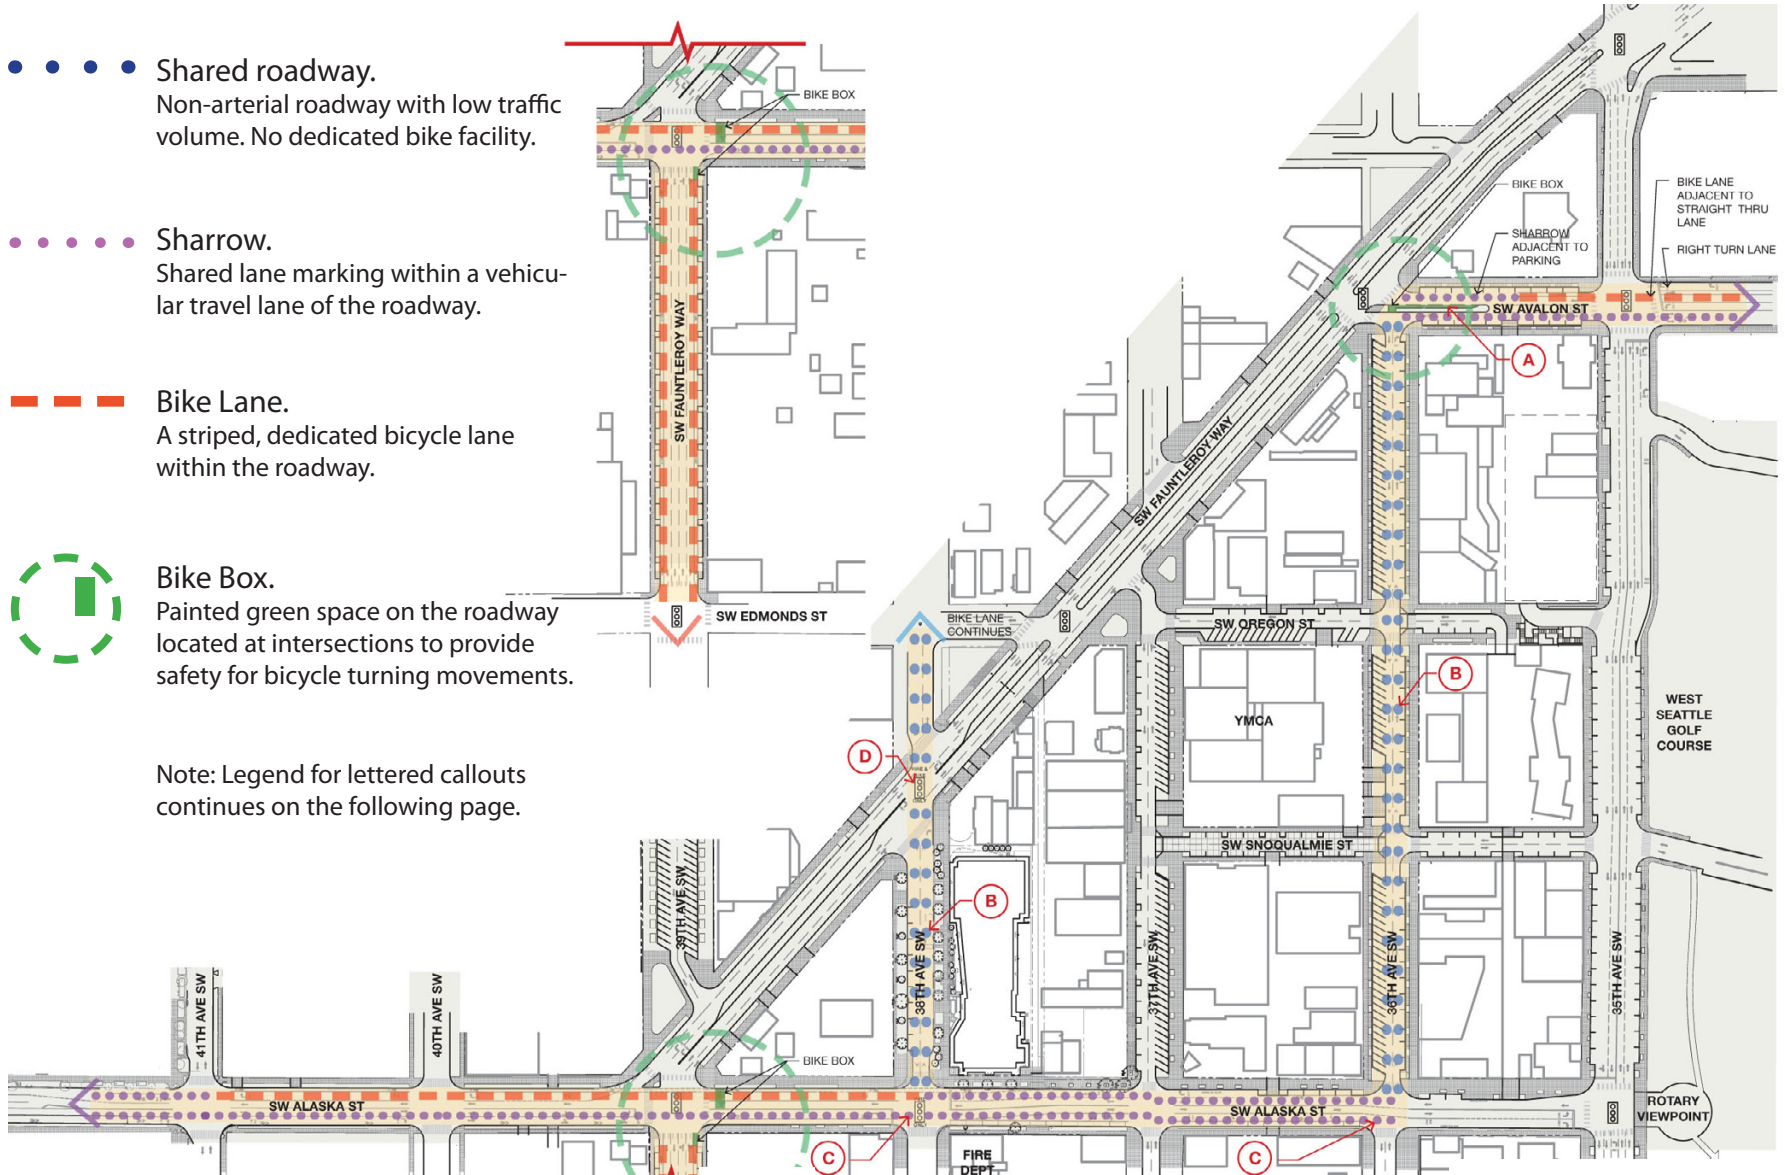 Shared roadway.
Non-arterial roadway with low traffic
volume. No dedicated bike facility.
Sharrow.
Shared lane marking within a vehicu-
lar travel lane of the roadway.
Bike Lane.
A striped, dedicated bicycle lane
within the roadway.
Bike Box.
Painted green space on the roadway
located at intersections to provide
safety for bicycle turning movements.
Note: Legend for lettered callouts
continues on the following page.
BIKE BOX
SW FAUNTLEROY WAY
SW EDMONDS ST
BIKE BOX
SHARROW
ADJACENT TO
PARKING
BIKE LANE
ADJACENT TO
STRAIGHT THRU
LANE
RIGHT TURN LANE
SW AVALON ST
A
SW FAUNTLEROY WAY
BIKE LANE
CONTINUES
SW OREGON ST
B
YMCA
WEST
SEATTLE
GOLF
COURSE
D
SW SNOQUALMIE ST
39TH AVE SW
B
38TH AVE SW
37TH AVE SW
36TH AVE SW
35TH AVE SW
41TH AVE SW
40TH AVE SW
BIKE BOX
SW ALASKA ST
SW ALASKA ST
ROTARY
VIEWPOINT
C
FIRE
DEPT
C